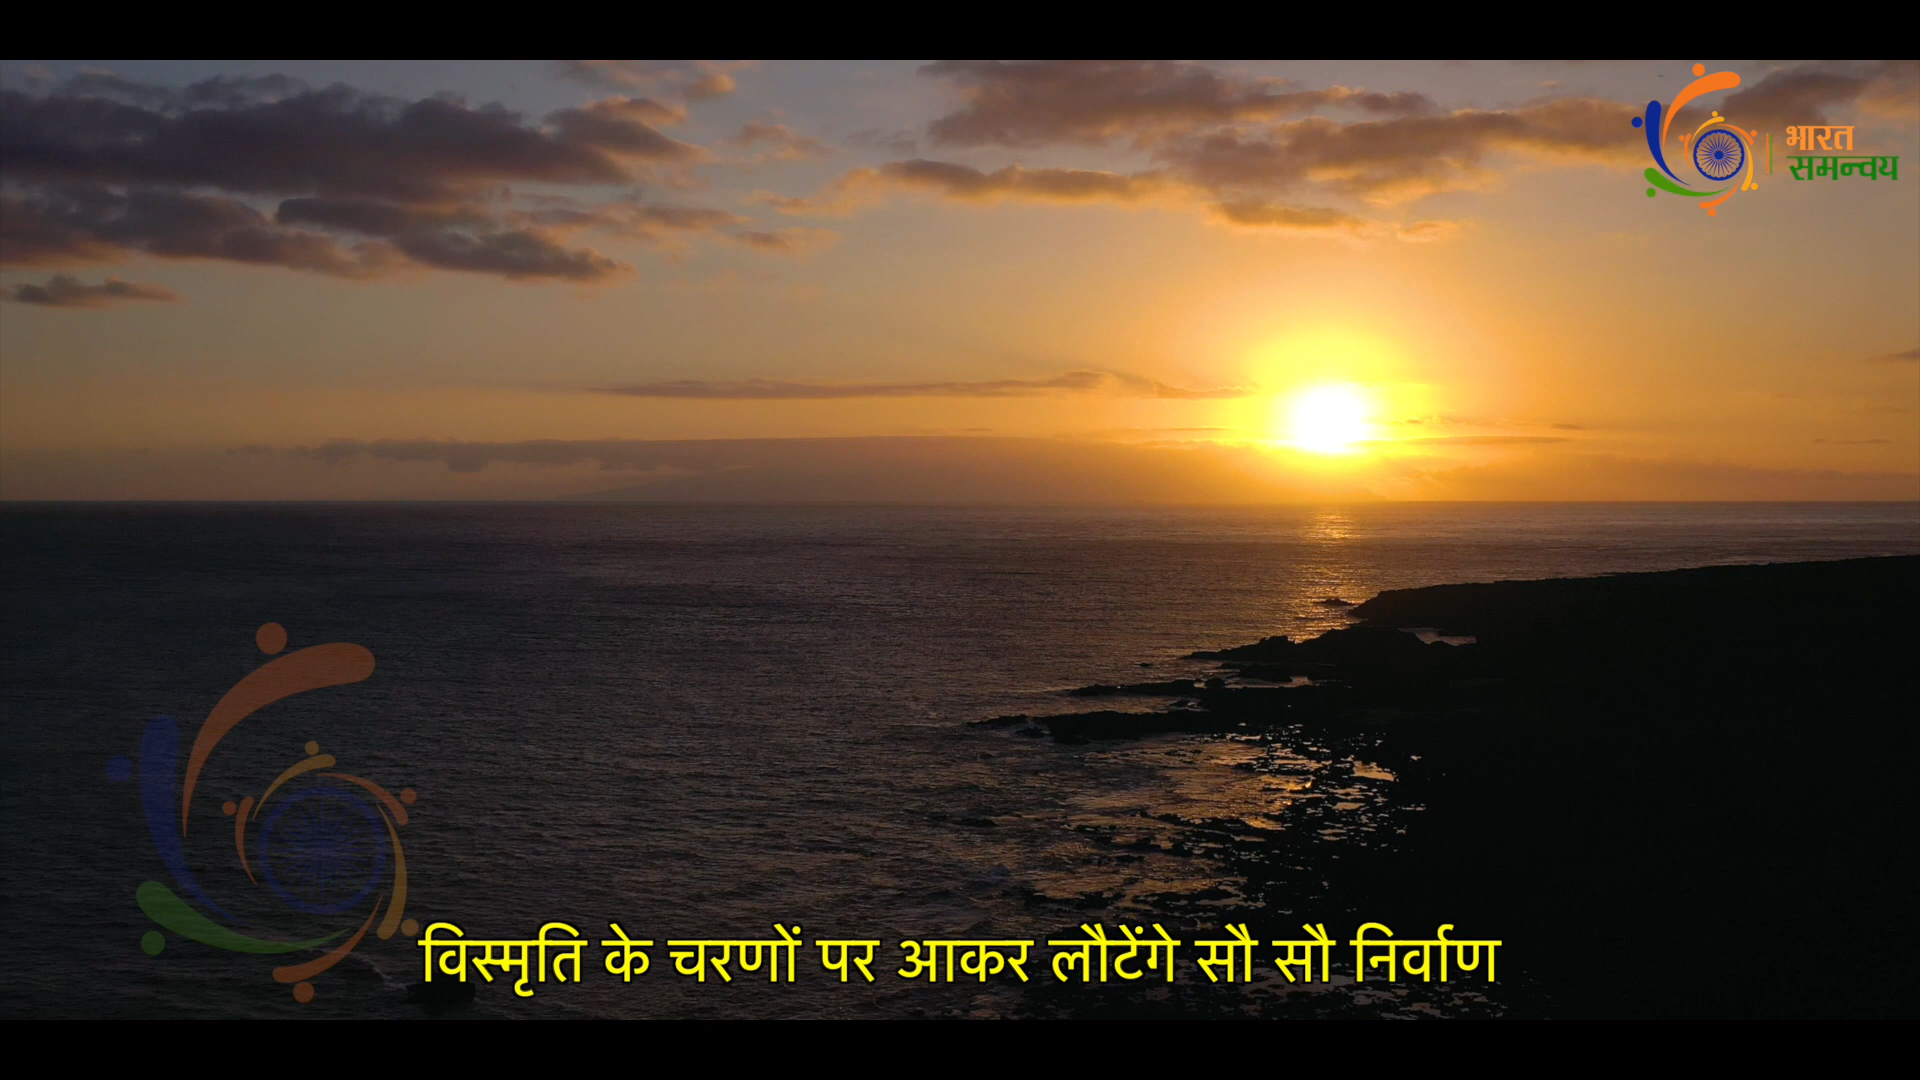 भारत
समन्वय
विस्मृति के चरणों पर आकर लौटेंगे सौ सौ निर्वाण